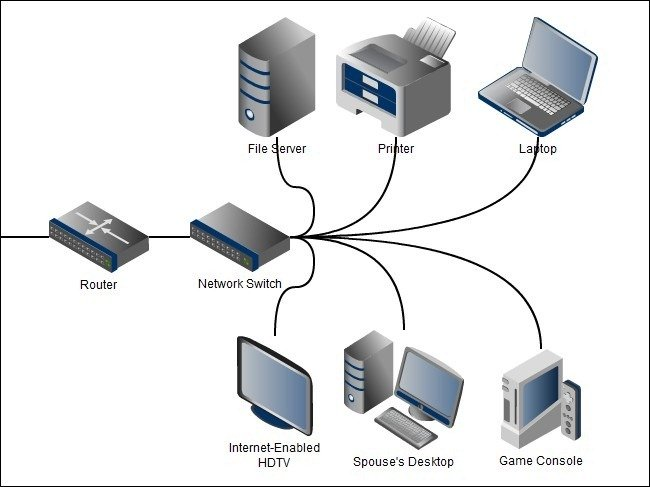 File Server
Printer
Laptop
Router
Network Switch
Internet-Enabled
HDTV
Spouse's Desktop
Game Console